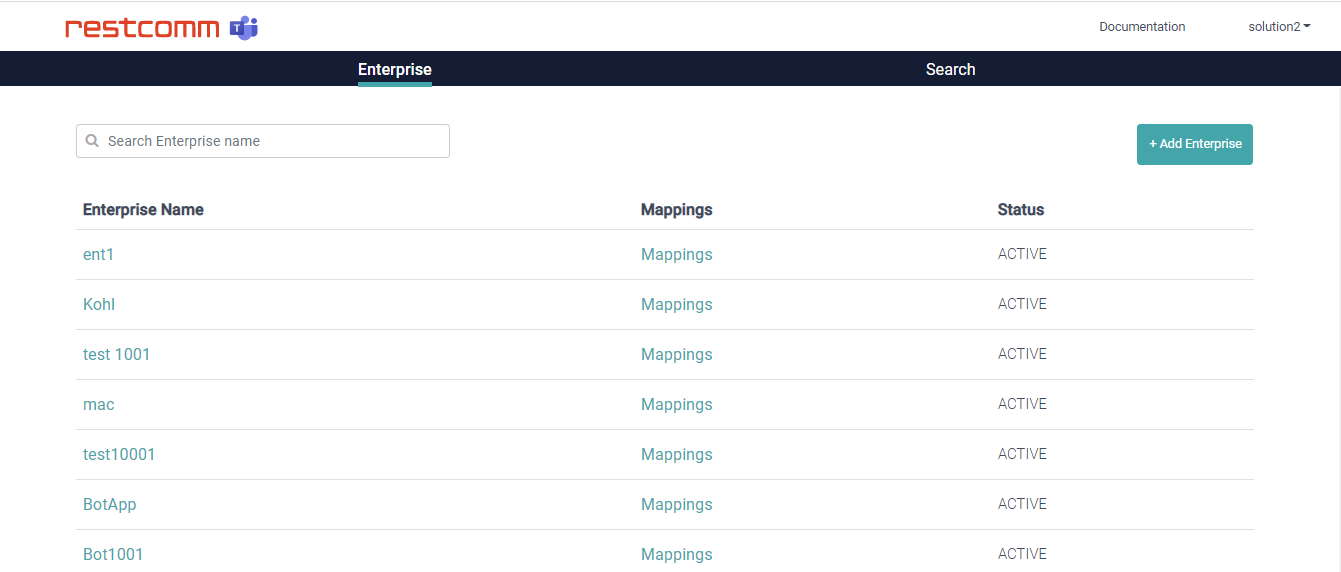 restcomm T Documentation solution2
Enterprise Search
Search Enterprise name + Add Enterprise
Enterprise Name Mappings Status
ent1 Mappings ACTIVE
Kohl Mappings ACTIVE
test 1001 Mappings ACTIVE
mac Mappings ACTIVE
test10001 Mappings ACTIVE
BotApp Mappings ACTIVE
Bot1001 Mappings ACTIVE